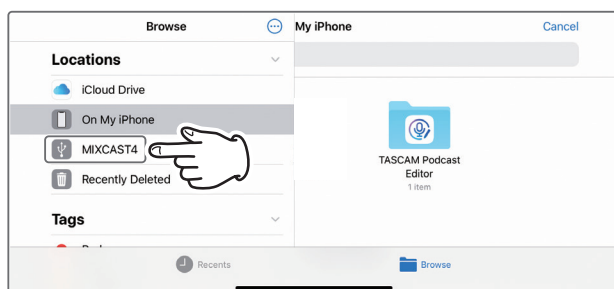 Browse
Locations
iCloud Drive
On My iPhone
MIXCAST4
Recently Deleted
Tags
My iPhone
Cancel
TASCAM Podcast
Editor
1 item
Recents
Browse